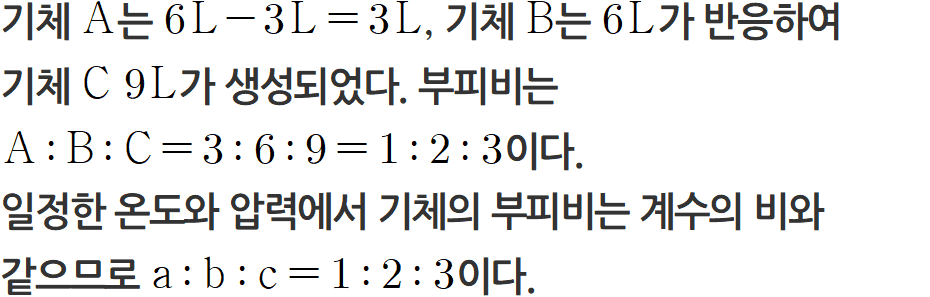 기체 A는 6L－3L＝3L, 기체 B는 6L가 반응하여
기체 C 9L가 생성되었다. 부피비는
A : B : C＝3 : 6 : 9＝1 : 2 : 3이다.
일정한 온도와 압력에서 기체의 부피비는 계수의 비와
같으므로 a : b : c＝1 : 2 : 3이다.